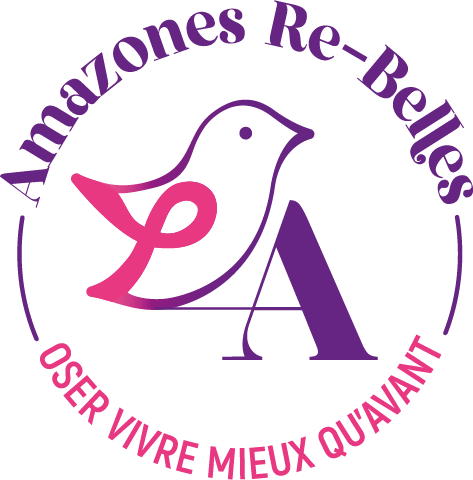 Amazones Re-Belles
A
OSER VIVRE MIEUX QU'AVANT